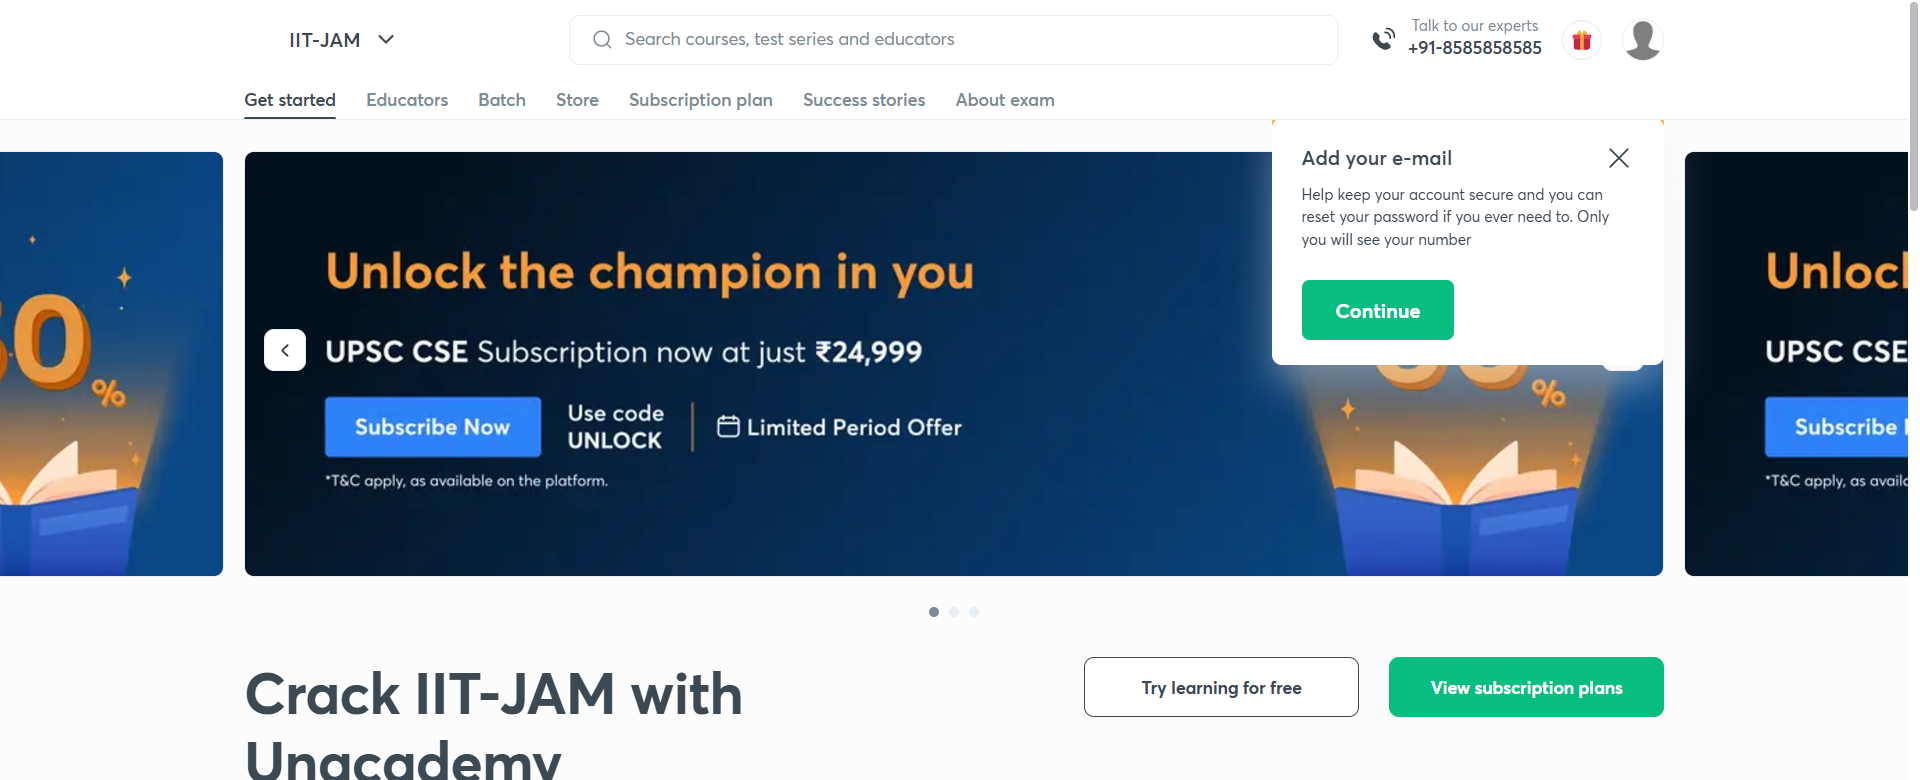 IIT-JAM
Search courses, test series and educators
Talk to our experts
+91-8585858585
Get started
Educators
Batch
Store
Subscription plan
Success stories
About exam
Add your e-mail
Help keep your account secure and you can
reset your password if you ever need to. Only
you will see your number
Continue
50
%
Unlock the champion in you
UPSC CSE Subscription now at just ₹24,999
Subscribe Now
Use code
UNLOCK
Limited Period Offer
*T&C apply, as available on the platform.
%
Unlock
UPSC CSE
Subscribe
*T&C apply, as
Crack IIT-JAM with
Unacademy
Try learning for free
View subscription plans